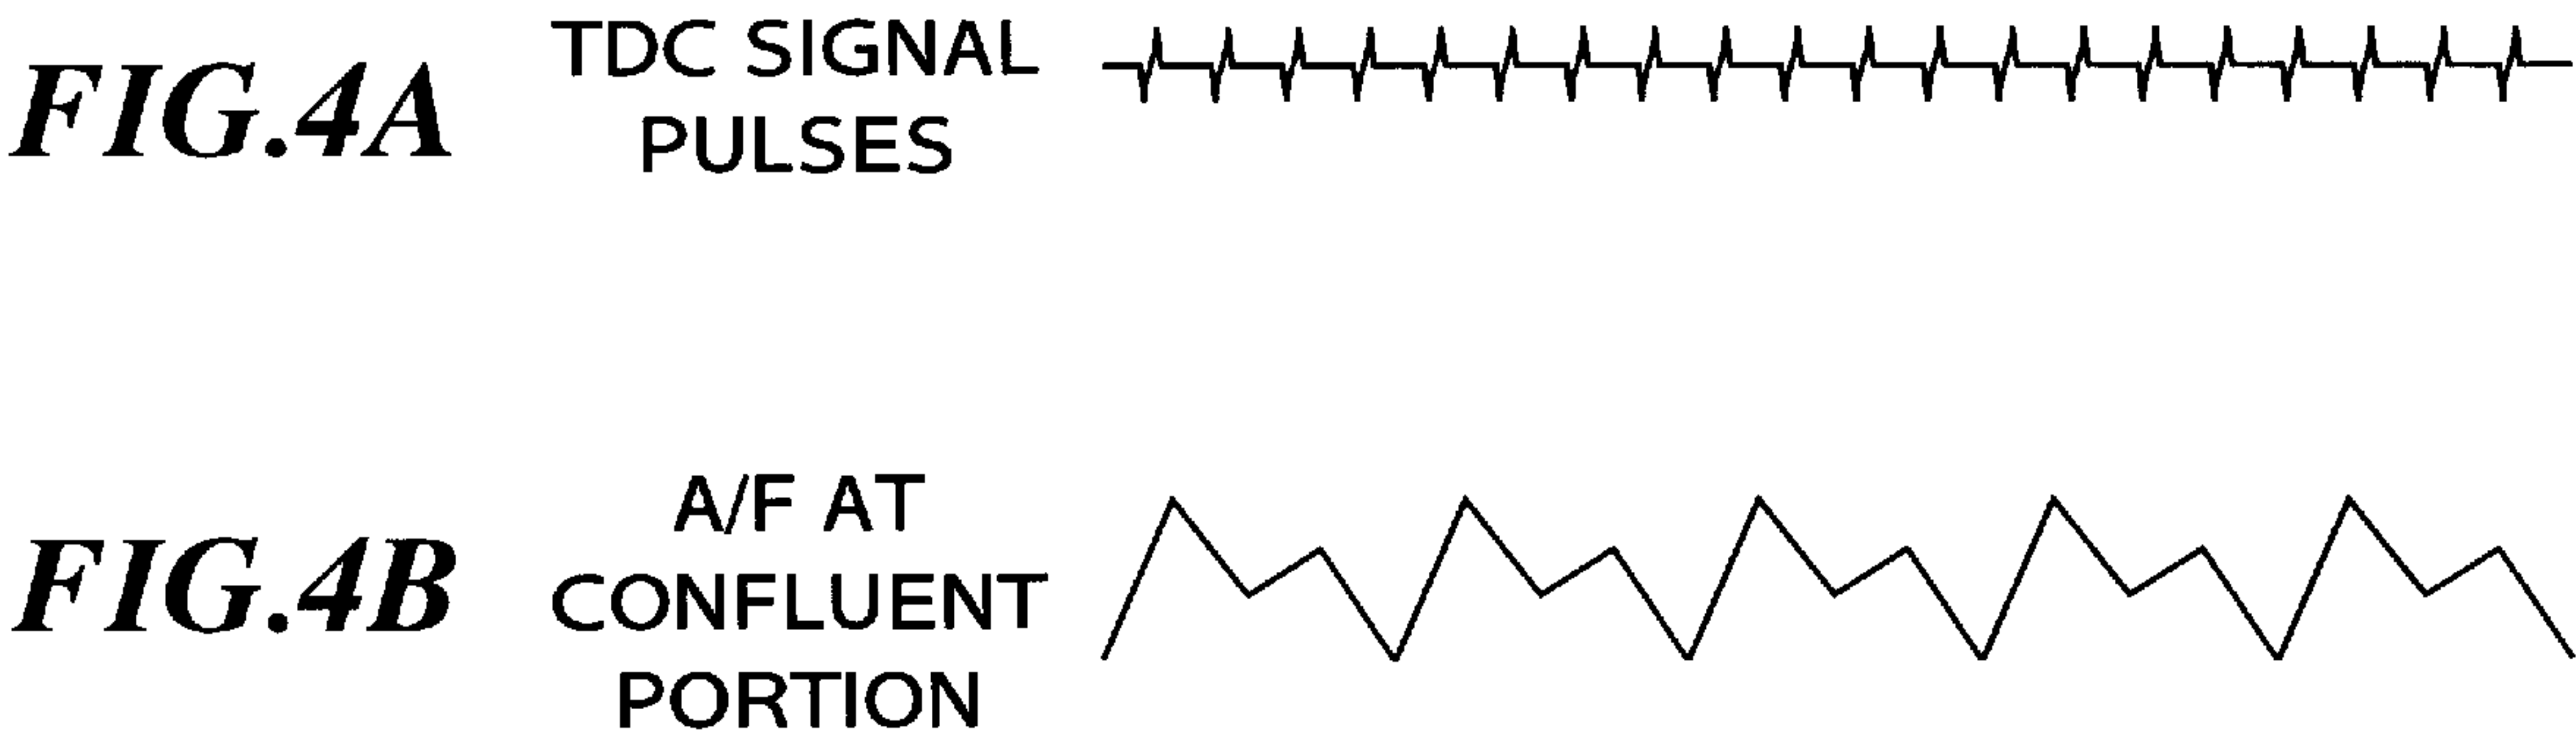 FIG.4A
TDC SIGNAL
PULSES
FIG.4B
A/F AT
CONFLUENT
PORTION